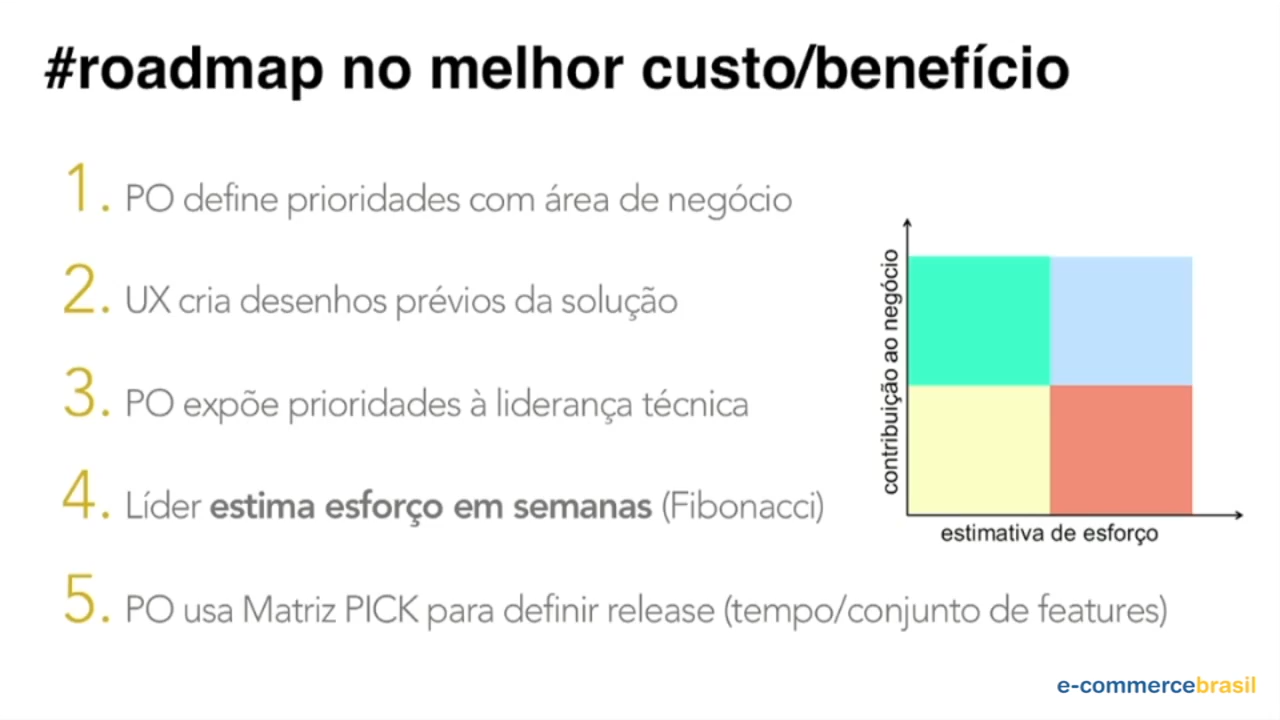 #roadmap no melhor custo/benefício
1. PO define prioridades com área de negócio
2. UX cria desenhos prévios da solução
3. PO expõe prioridades à liderança técnica
4. Líder estima esforço em semanas (Fibonacci)
5. PO usa Matriz PICK para definir release (tempo/conjunto de features)
contribuição ao negócio
estimativa de esforço
e-commercebrasil